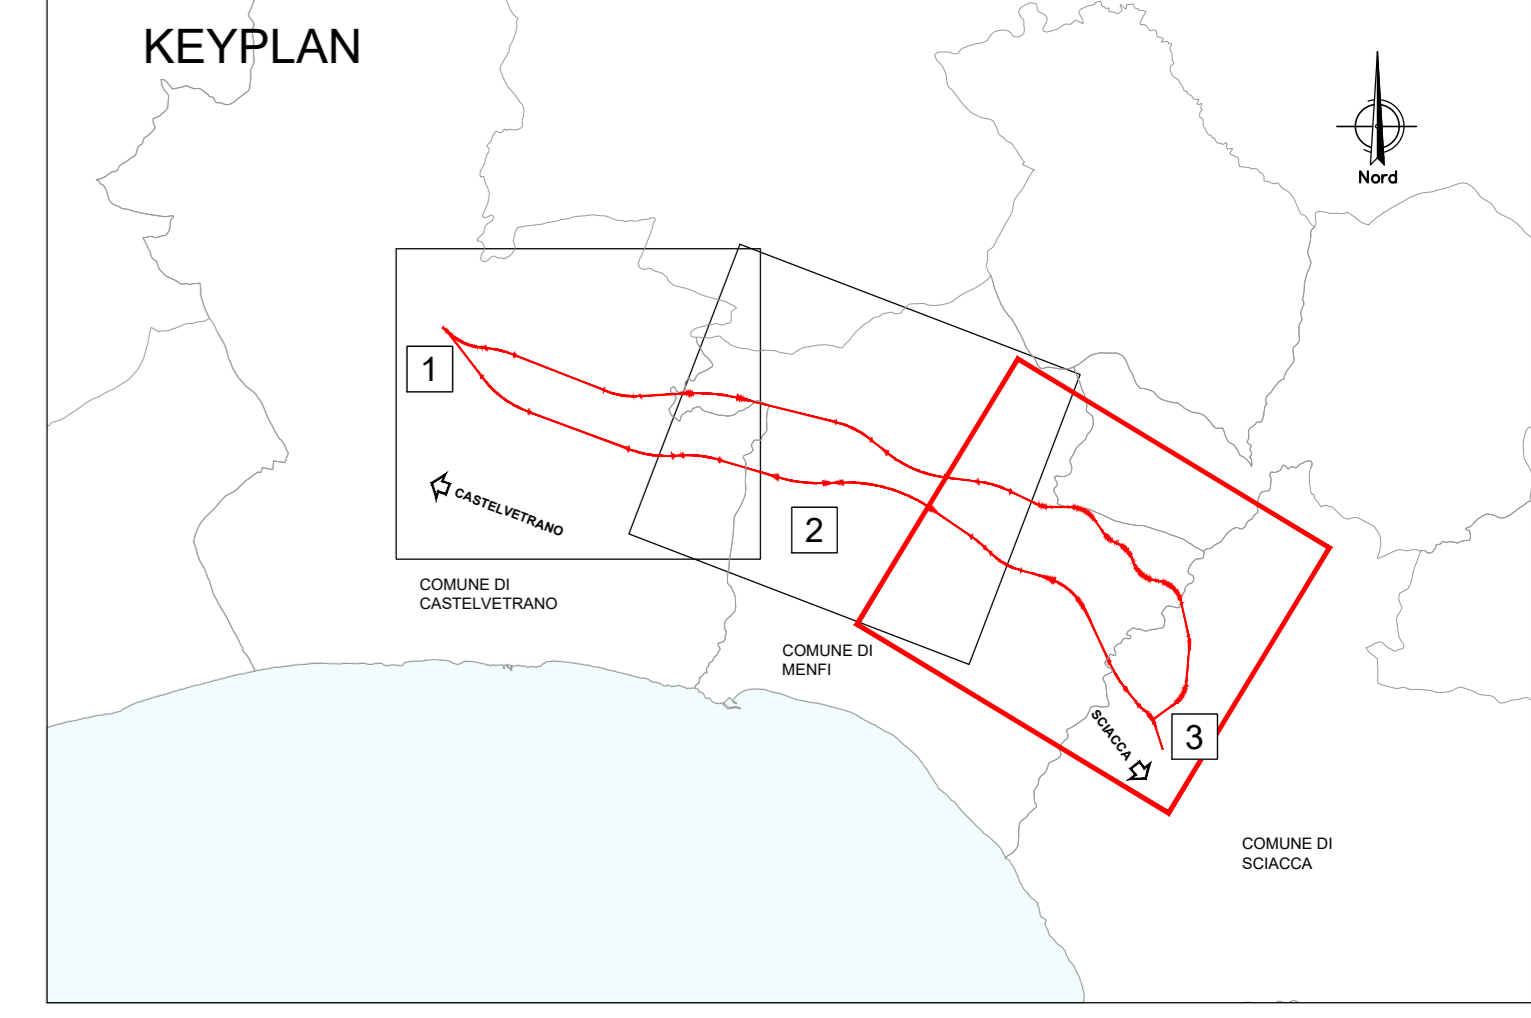 KEYPLAN
Nord
1
CASTELVETRANO
2
COMUNE DI
CASTELVETRANO
COMUNE DI
MENFI
SCIACCA
3
COMUNE DI
SCIACCA